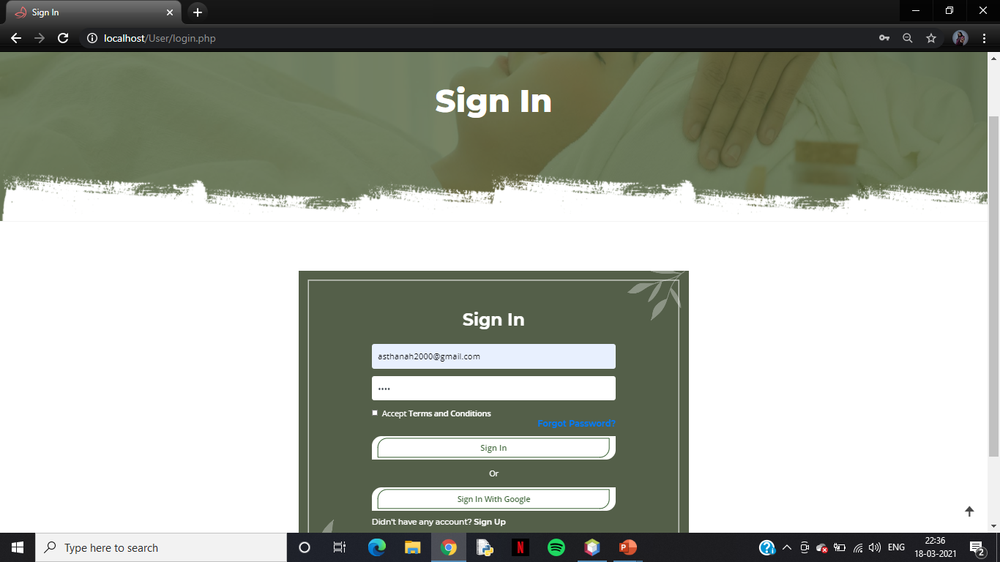 Sign In
localhost/User/login.php
Sign In
Sign In
asthanah2000@gmail.com
••••
Accept Terms and Conditions
Forgot Password?
Sign In
Or
Sign In With Google
Didn't have any account? Sign Up
Type here to search
ENG
22:36
18-03-2021
2